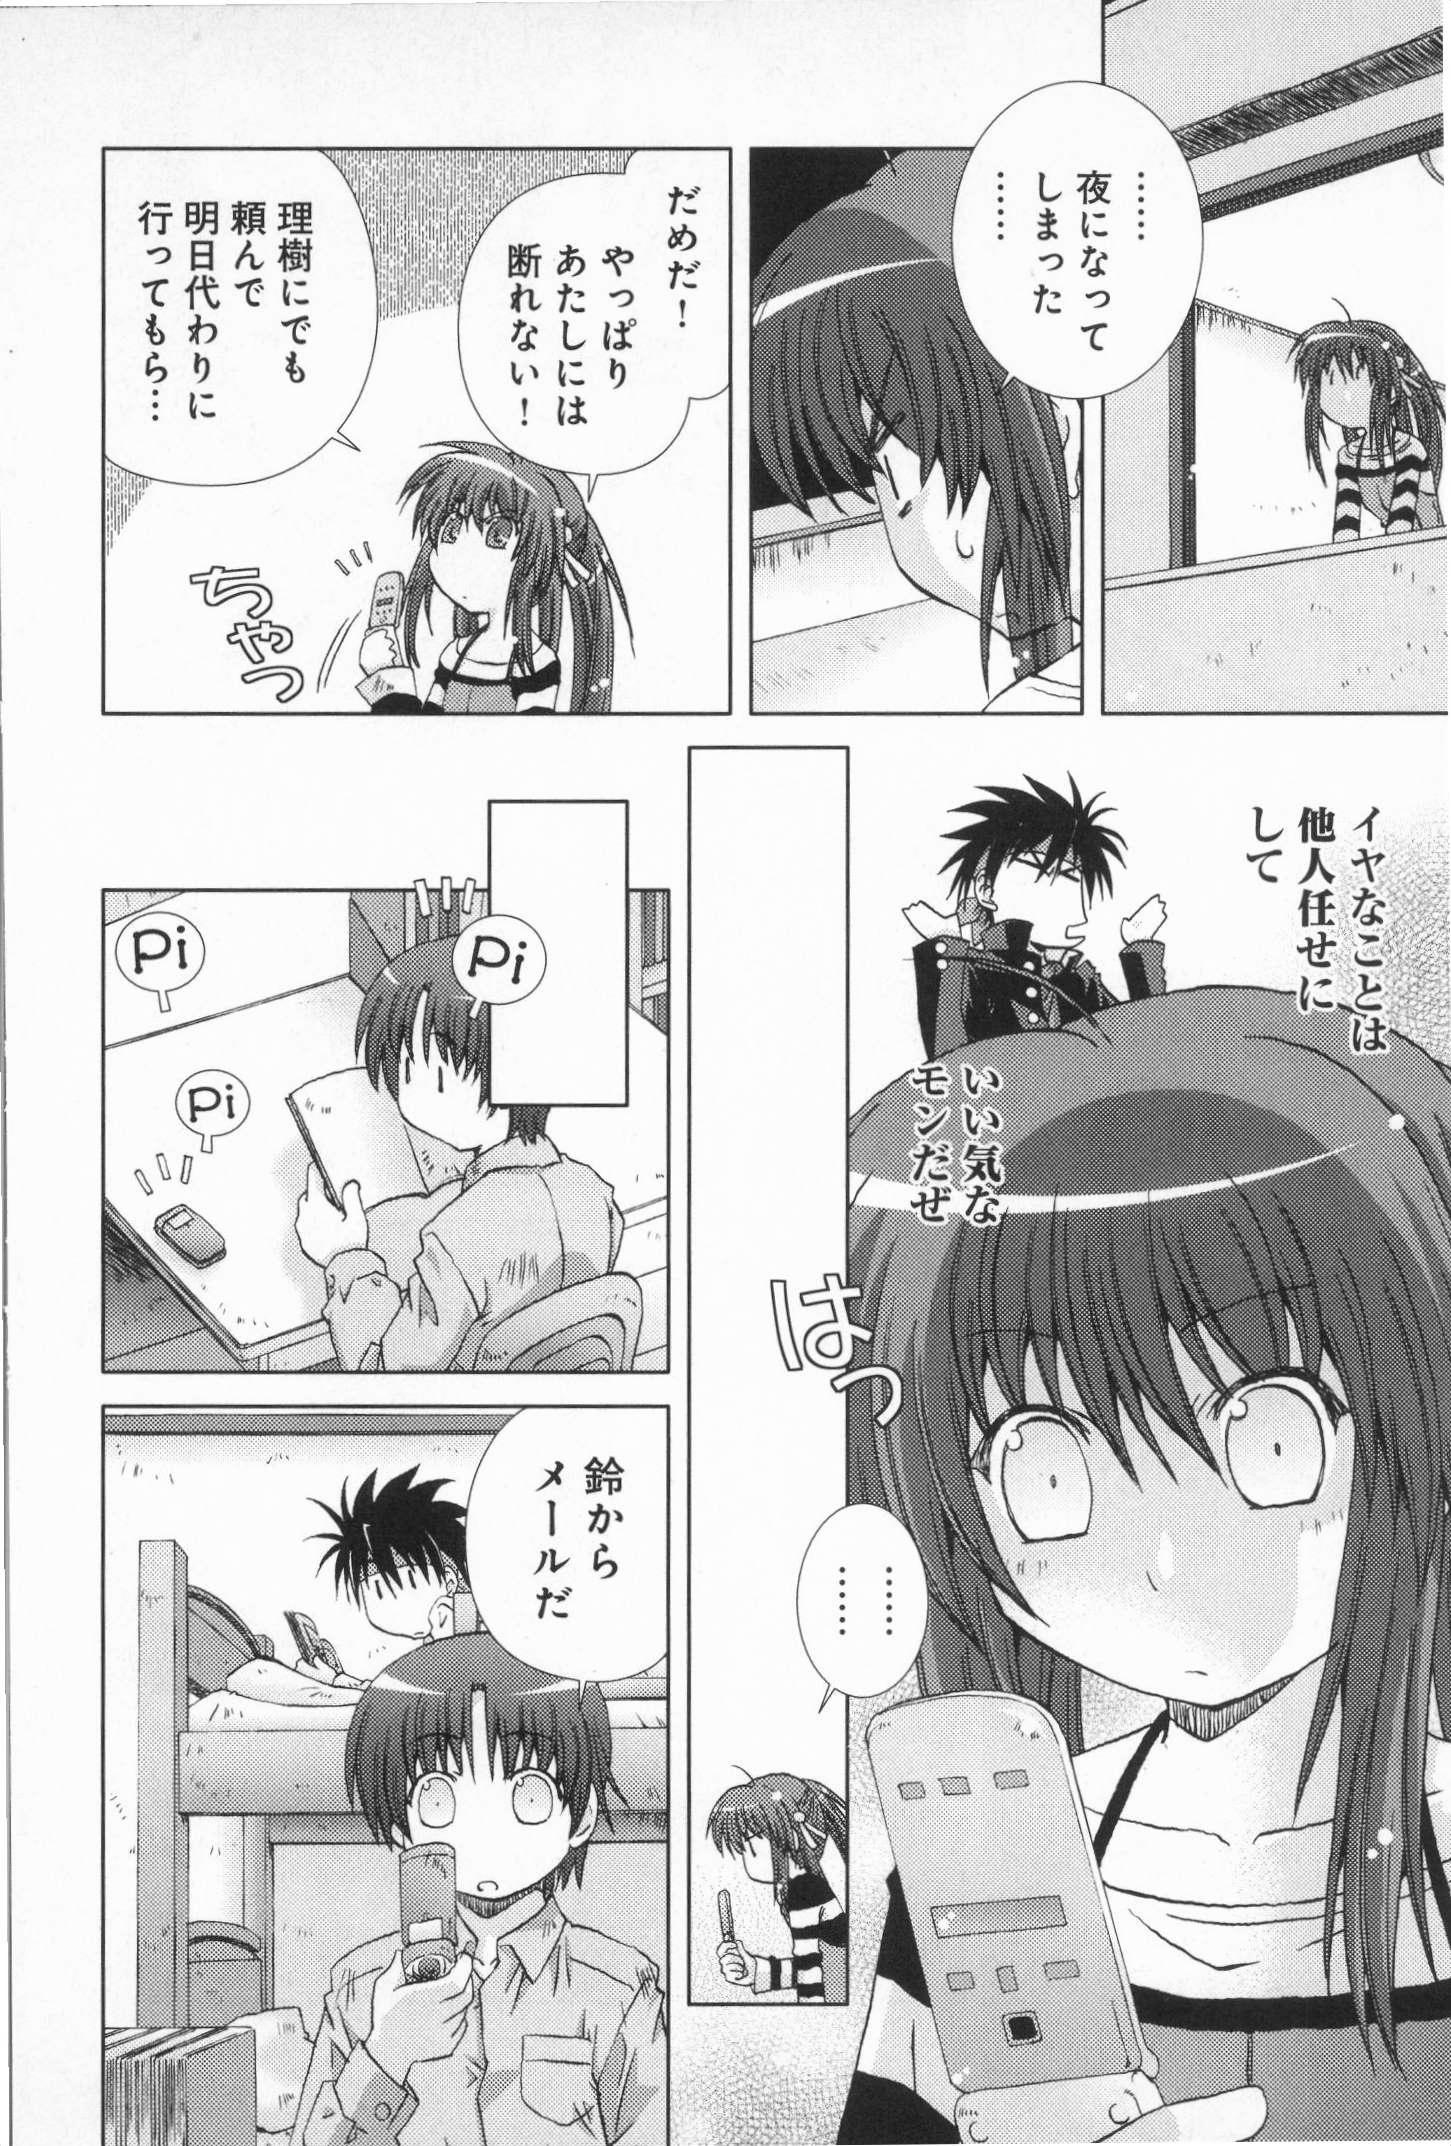 ……
夜になって
しまった
……
だめだ！
やっぱり
あたしには
断れない！
理樹にでも
頼んで
明日代わりに
行ってもら…
ちゃっ
イヤなことは
他人任せに
して
いい気な
モンだぜ
はっ
……
……
Pi
Pi
Pi
鈴から
メールだ